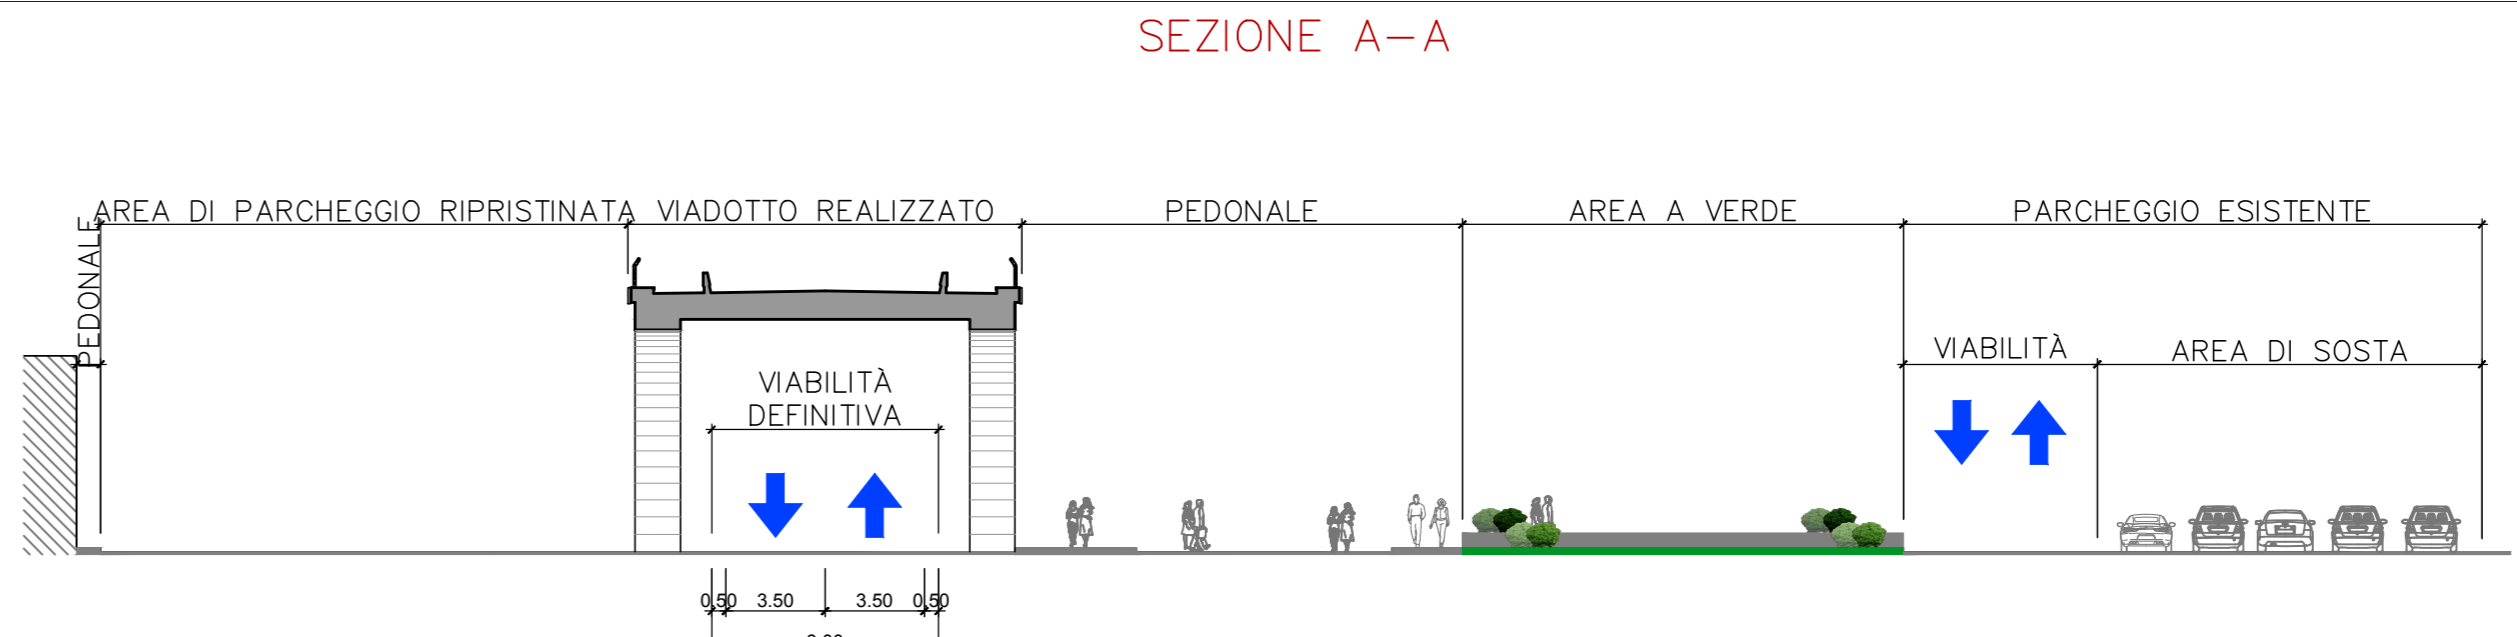 SEZIONE A-A
AREA DI PARCHEGGIO RIPRISTINATA
VIADOTTO REALIZZATO
PEDONALE
AREA A VERDE
PARCHEGGIO ESISTENTE
PEDONALE
VIABILITÀ
AREA DI SOSTA
VIABILITÀ
DEFINITIVA
0.50 3.50 3.50 0.50